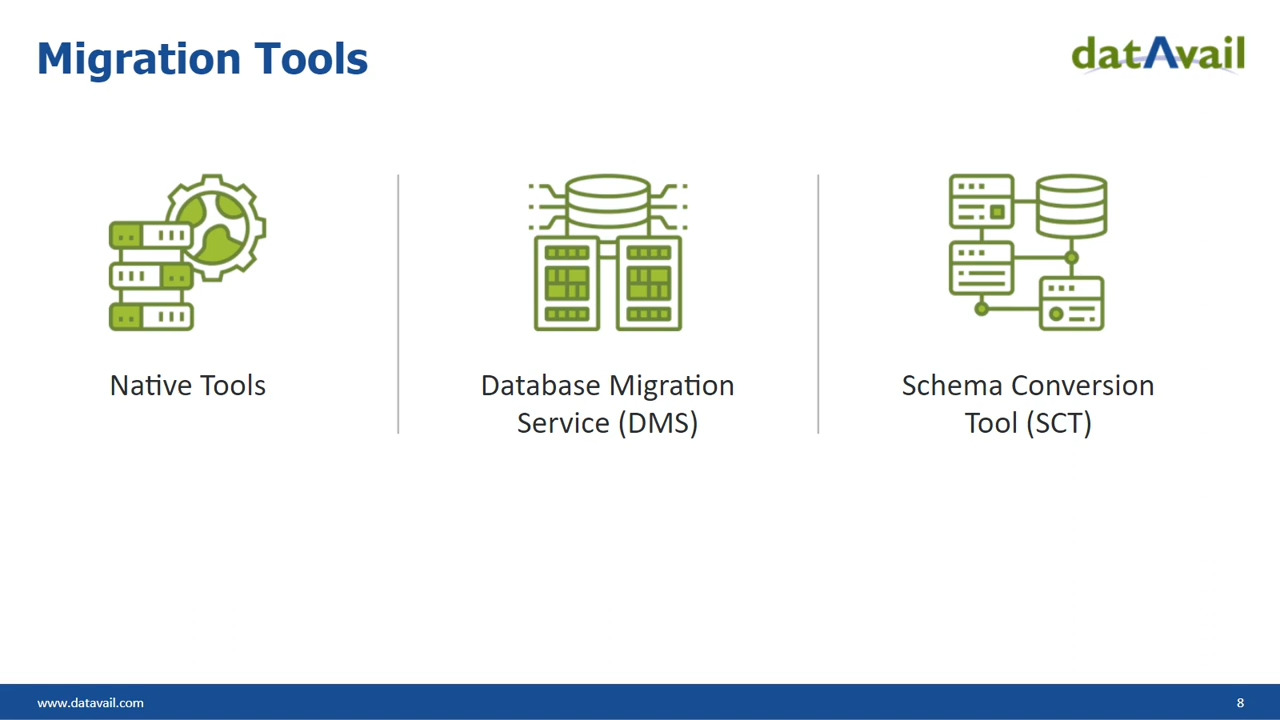 Migration Tools
datAvail
Native Tools
Database Migration
Service (DMS)
Schema Conversion
Tool (SCT)
www.datavail.com
8